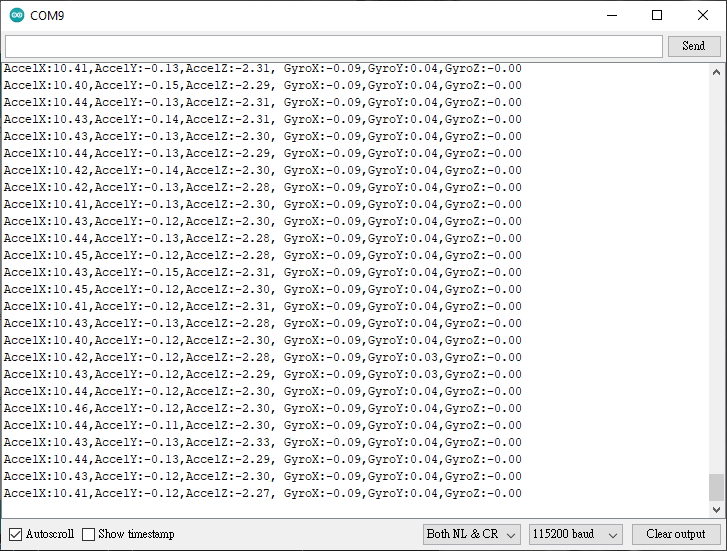 COM9
Send
AccelX:10.41,AccelY:-0.13,AccelZ:-2.31, GyroX:-0.09,GyroY:0.04,GyroZ:-0.00
AccelX:10.40,AccelY:-0.15,AccelZ:-2.29, GyroX:-0.09,GyroY:0.04,GyroZ:-0.00
AccelX:10.44,AccelY:-0.13,AccelZ:-2.31, GyroX:-0.09,GyroY:0.04,GyroZ:-0.00
AccelX:10.43,AccelY:-0.14,AccelZ:-2.31, GyroX:-0.09,GyroY:0.04,GyroZ:-0.00
AccelX:10.43,AccelY:-0.13,AccelZ:-2.30, GyroX:-0.09,GyroY:0.04,GyroZ:-0.00
AccelX:10.44,AccelY:-0.13,AccelZ:-2.29, GyroX:-0.09,GyroY:0.04,GyroZ:-0.00
AccelX:10.42,AccelY:-0.14,AccelZ:-2.30, GyroX:-0.09,GyroY:0.04,GyroZ:-0.00
AccelX:10.42,AccelY:-0.13,AccelZ:-2.28, GyroX:-0.09,GyroY:0.04,GyroZ:-0.00
AccelX:10.41,AccelY:-0.13,AccelZ:-2.30, GyroX:-0.09,GyroY:0.04,GyroZ:-0.00
AccelX:10.43,AccelY:-0.12,AccelZ:-2.30, GyroX:-0.09,GyroY:0.04,GyroZ:-0.00
AccelX:10.44,AccelY:-0.13,AccelZ:-2.28, GyroX:-0.09,GyroY:0.04,GyroZ:-0.00
AccelX:10.45,AccelY:-0.12,AccelZ:-2.28, GyroX:-0.09,GyroY:0.04,GyroZ:-0.00
AccelX:10.43,AccelY:-0.15,AccelZ:-2.31, GyroX:-0.09,GyroY:0.04,GyroZ:-0.00
AccelX:10.45,AccelY:-0.12,AccelZ:-2.30, GyroX:-0.09,GyroY:0.04,GyroZ:-0.00
AccelX:10.41,AccelY:-0.12,AccelZ:-2.31, GyroX:-0.09,GyroY:0.04,GyroZ:-0.00
AccelX:10.43,AccelY:-0.13,AccelZ:-2.28, GyroX:-0.09,GyroY:0.04,GyroZ:-0.00
AccelX:10.40,AccelY:-0.12,AccelZ:-2.30, GyroX:-0.09,GyroY:0.04,GyroZ:-0.00
AccelX:10.42,AccelY:-0.12,AccelZ:-2.28, GyroX:-0.09,GyroY:0.03,GyroZ:-0.00
AccelX:10.43,AccelY:-0.12,AccelZ:-2.29, GyroX:-0.09,GyroY:0.03,GyroZ:-0.00
AccelX:10.44,AccelY:-0.12,AccelZ:-2.30, GyroX:-0.09,GyroY:0.04,GyroZ:-0.00
AccelX:10.46,AccelY:-0.12,AccelZ:-2.30, GyroX:-0.09,GyroY:0.04,GyroZ:-0.00
AccelX:10.44,AccelY:-0.11,AccelZ:-2.30, GyroX:-0.09,GyroY:0.04,GyroZ:-0.00
AccelX:10.43,AccelY:-0.13,AccelZ:-2.33, GyroX:-0.09,GyroY:0.04,GyroZ:-0.00
AccelX:10.44,AccelY:-0.13,AccelZ:-2.29, GyroX:-0.09,GyroY:0.04,GyroZ:-0.00
AccelX:10.43,AccelY:-0.12,AccelZ:-2.30, GyroX:-0.09,GyroY:0.04,GyroZ:-0.00
AccelX:10.41,AccelY:-0.12,AccelZ:-2.27, GyroX:-0.09,GyroY:0.04,GyroZ:-0.00
Autoscroll Show timestamp Both NL & CR 115200 baud Clear output